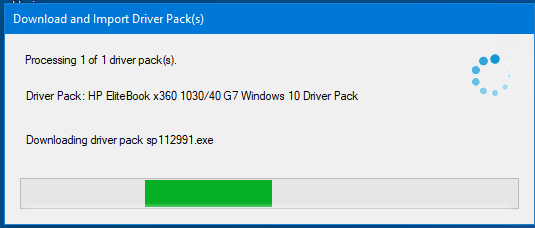 Download and Import Driver Pack(s)
Processing 1 of 1 driver pack(s).
Driver Pack: HP EliteBook x360 1030/40 G7 Windows 10 Driver Pack
Downloading driver pack sp112991.exe